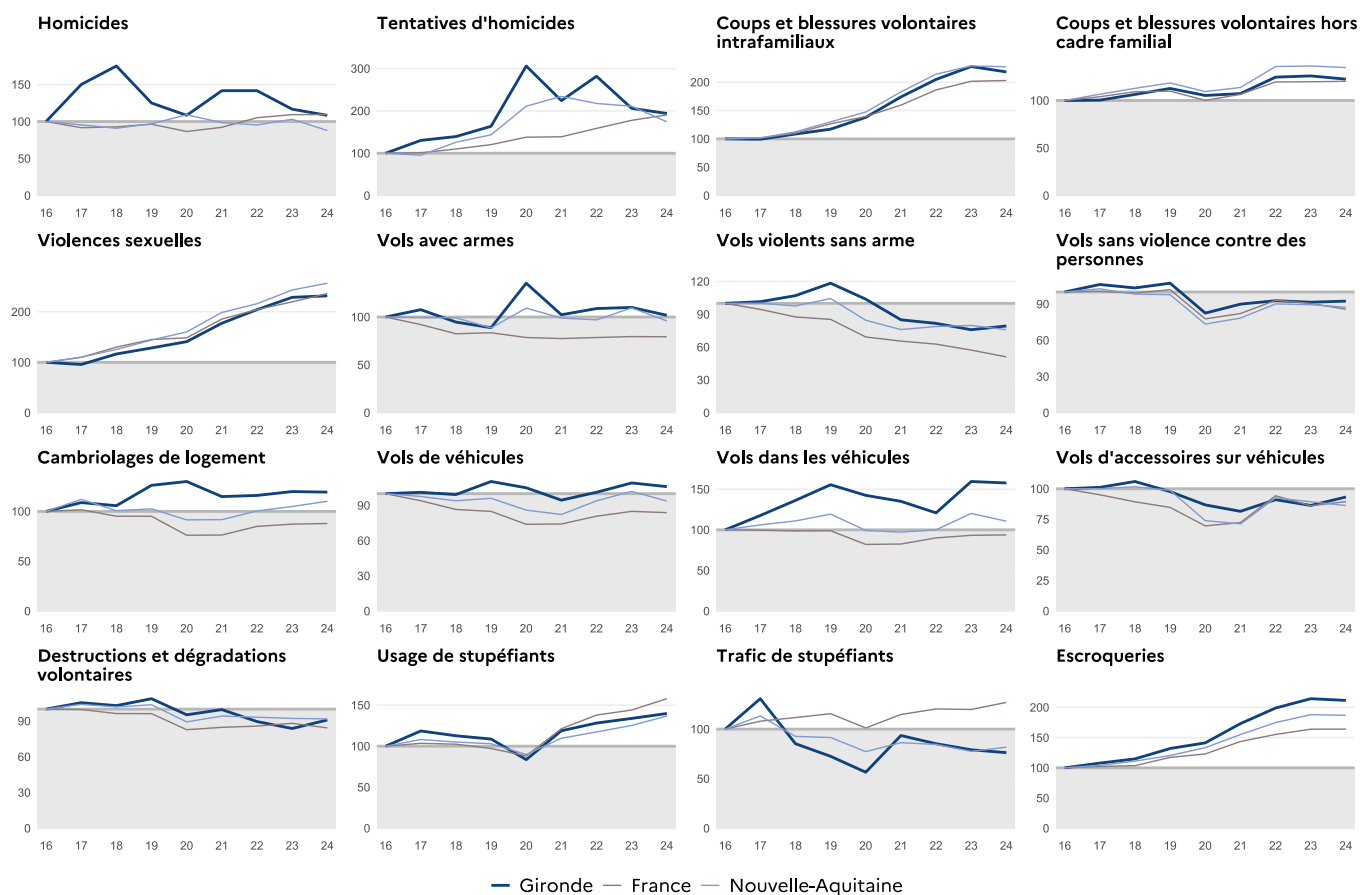 Homicides
150
100
50
0
16 17 18 19 20 21 22 23 24
Tentatives d'homicides
300
200
100
0
16 17 18 19 20 21 22 23 24
Coups et blessures volontaires
intrafamiliaux
200
150
100
50
0
16 17 18 19 20 21 22 23 24
Coups et blessures volontaires hors
cadre familial
100
50
0
16 17 18 19 20 21 22 23 24
Violences sexuelles
200
100
0
16 17 18 19 20 21 22 23 24
Vols avec armes
100
50
0
16 17 18 19 20 21 22 23 24
Vols violents sans arme
120
90
60
30
0
16 17 18 19 20 21 22 23 24
Vols sans violence contre des
personnes
90
60
30
0
16 17 18 19 20 21 22 23 24
Cambriolages de logement
100
50
0
16 17 18 19 20 21 22 23 24
Vols de véhicules
90
60
30
0
16 17 18 19 20 21 22 23 24
Vols dans les véhicules
150
100
50
0
16 17 18 19 20 21 22 23 24
Vols d'accessoires sur véhicules
100
75
50
25
0
16 17 18 19 20 21 22 23 24
Destructions et dégradations
volontaires
90
60
30
0
16 17 18 19 20 21 22 23 24
Usage de stupéfiants
150
100
50
0
16 17 18 19 20 21 22 23 24
Trafic de stupéfiants
100
50
0
16 17 18 19 20 21 22 23 24
Escroqueries
200
150
100
50
0
16 17 18 19 20 21 22 23 24
Gironde France Nouvelle-Aquitaine